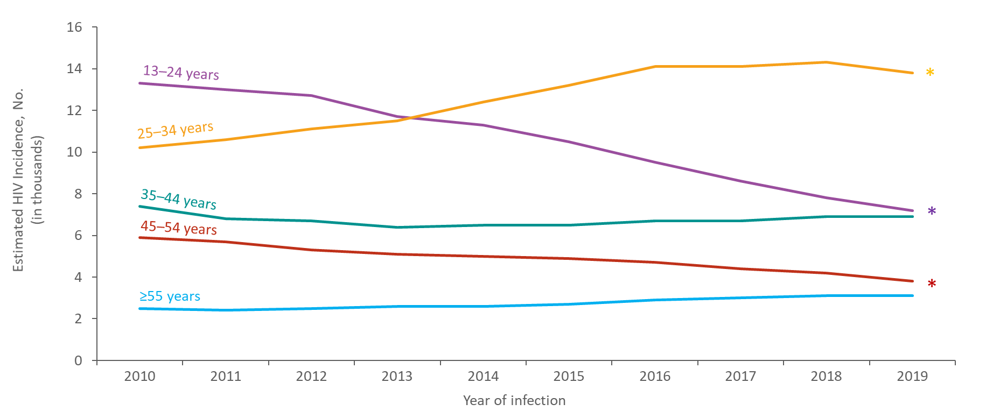 Estimated HIV Incidence, No.
(in thousands)
16
14
12
10
8
6
4
2
0
13–24 years
25–34 years
35–44 years
45–54 years
≥55 years
*
*
*
2010 2011 2012 2013 2014 2015 2016 2017 2018 2019
Year of infection